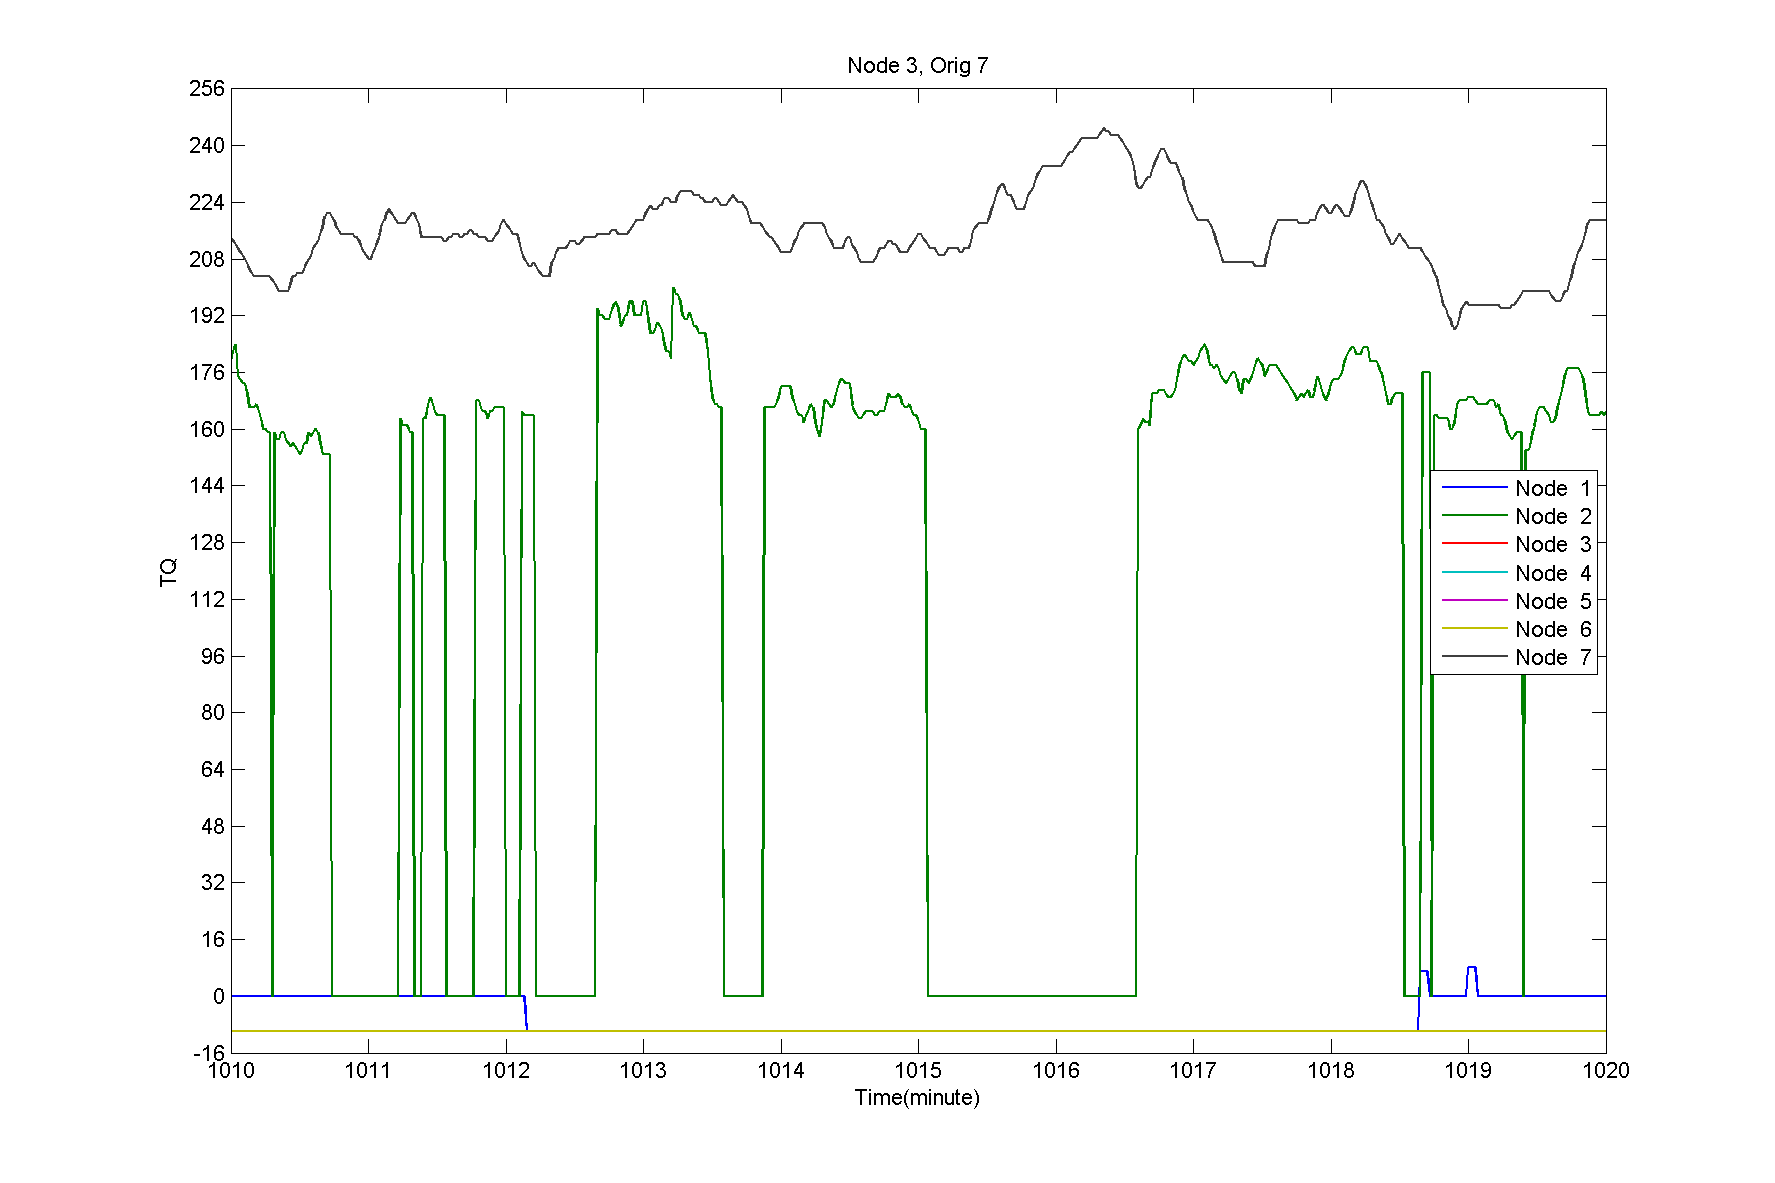 Node 3, Orig 7
256
240
224
208
192
176
160
144
128
112
96
80
64
48
32
16
0
-16
TQ
Node 1
Node 2
Node 3
Node 4
Node 5
Node 6
Node 7
1010 1011 1012 1013 1014 1015 1016 1017 1018 1019 1020
Time(minute)